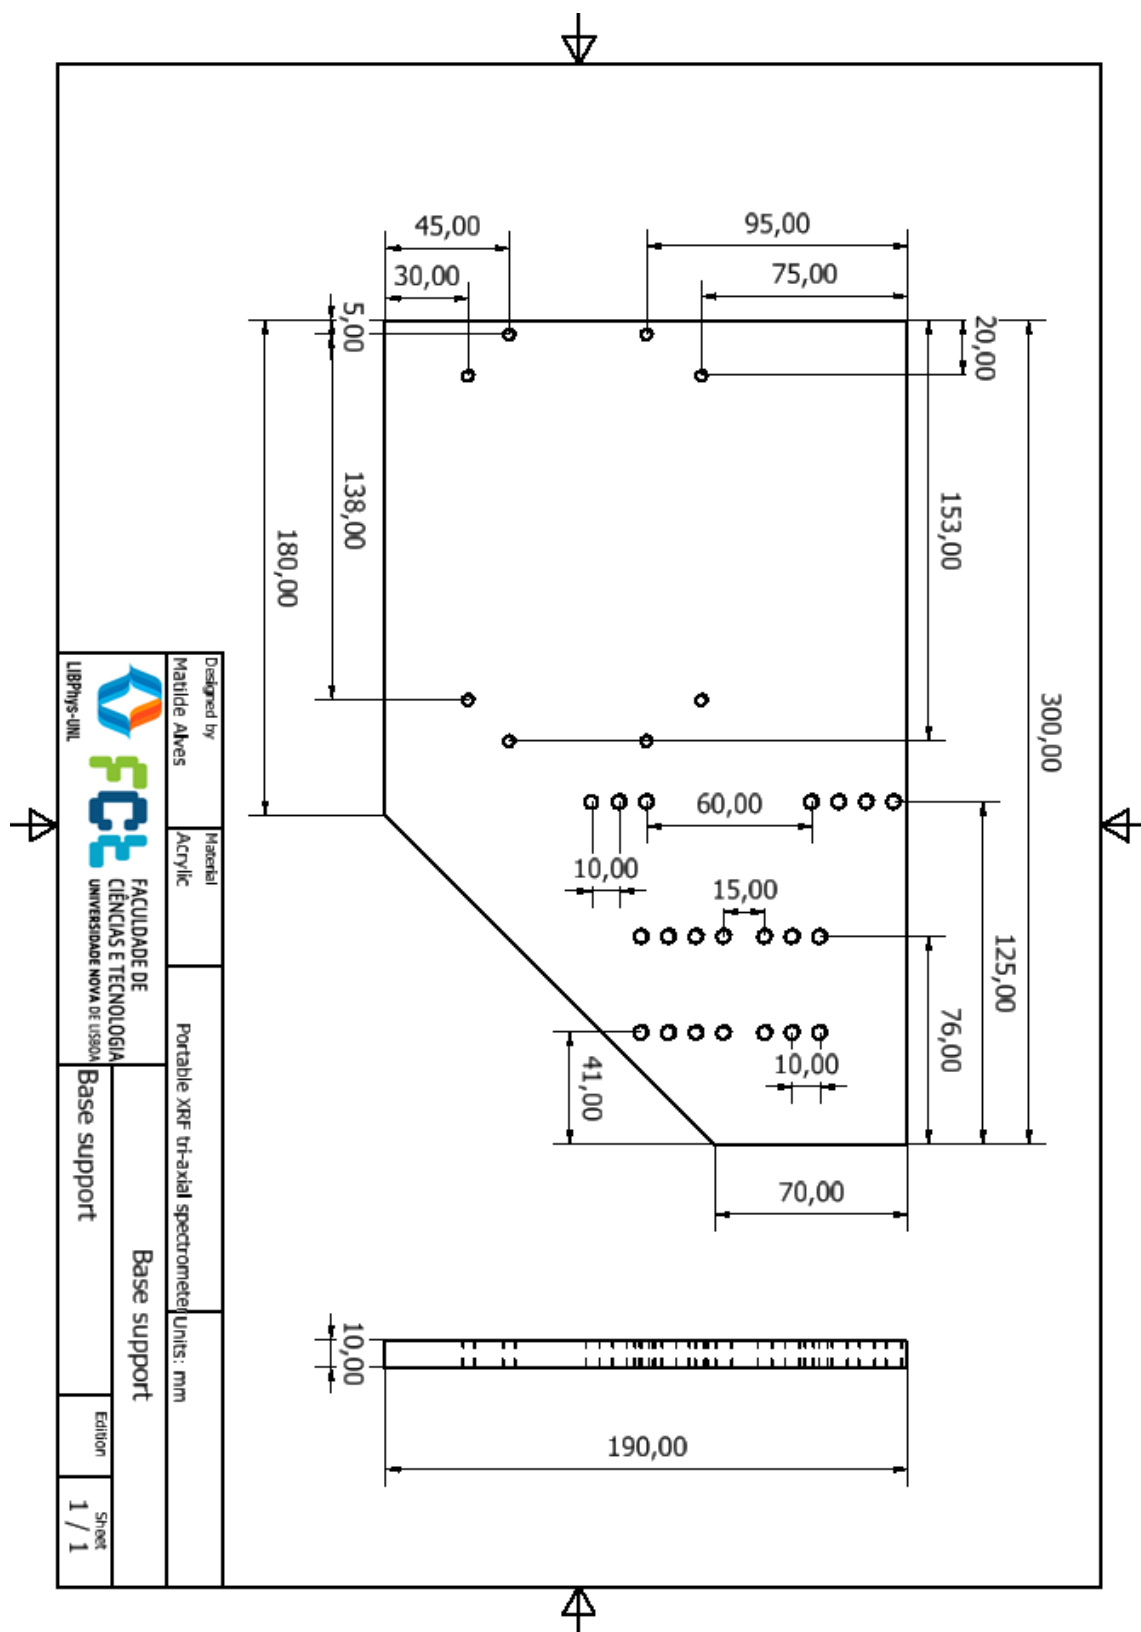 45,00
95,00
30,00
75,00
5,00
20,00
138,00
153,00
180,00
300,00
60,00
10,00
15,00
125,00
76,00
10,00
41,00
70,00
10,00
190,00
Designed by
Matilde Alves
Material
Acrylic
Portable XRF tri-axial spectrometer
Units: mm
LIBPhys-UNL
FCT
FACULDADE DE
CIÊNCIAS E TECNOLOGIA
UNIVERSIDADE NOVA DE LISBOA
Base support
Base support
Edition
Sheet
1 / 1